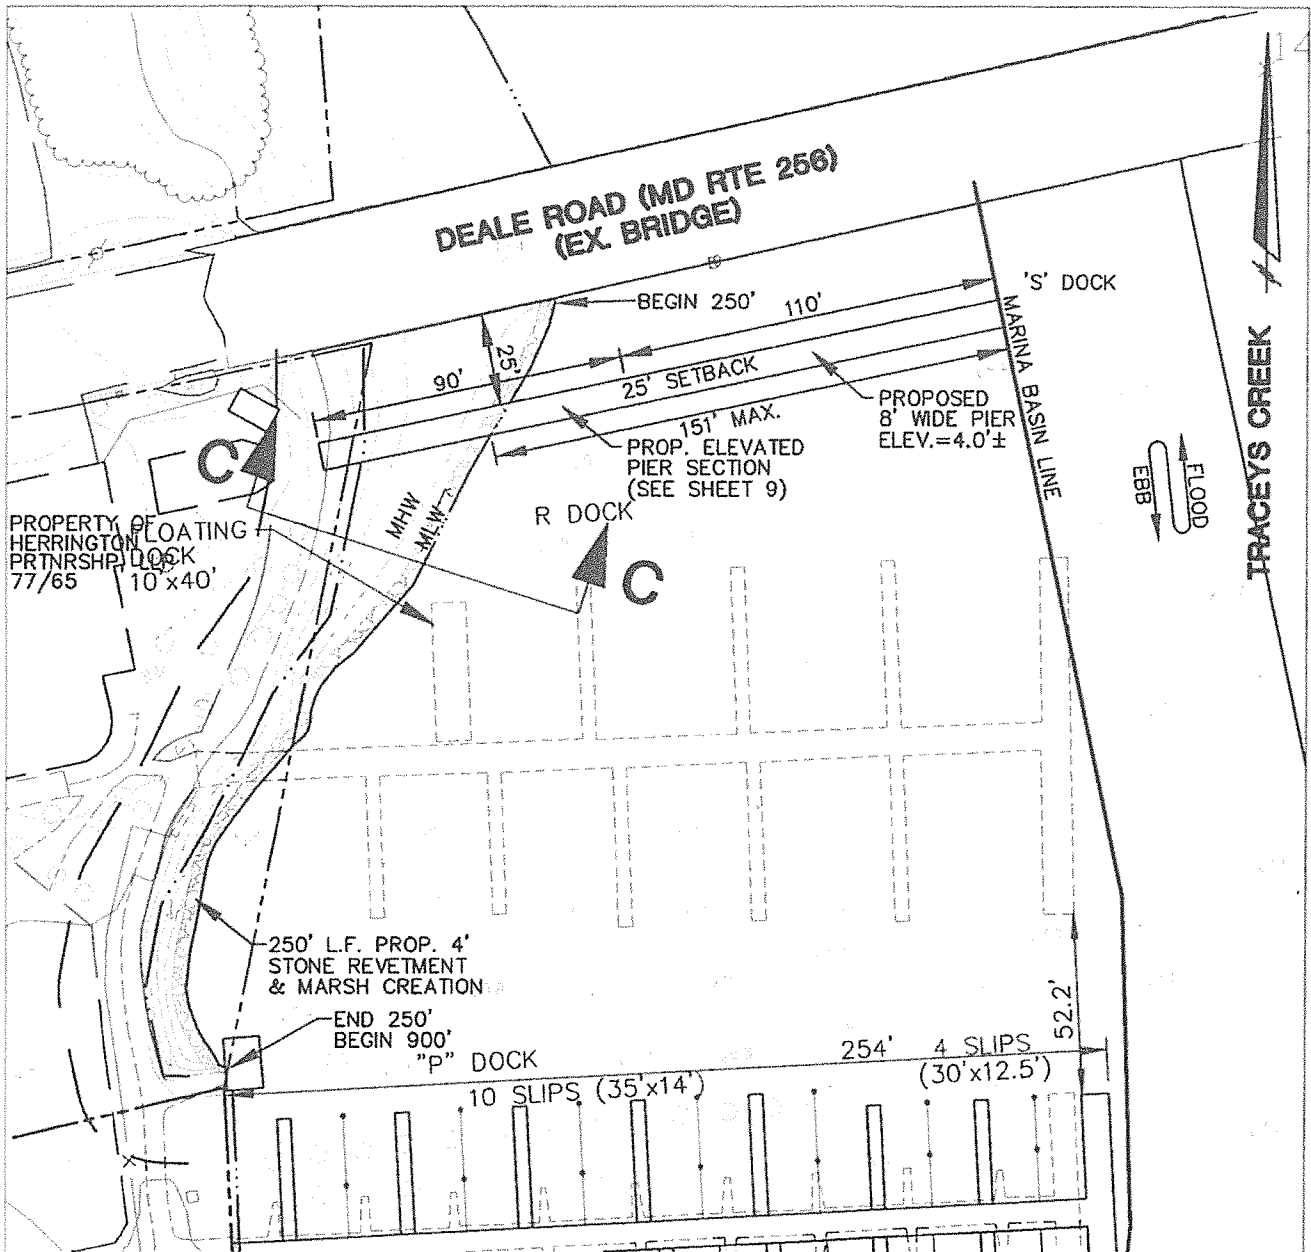 14
DEALE ROAD (MD RTE 256)
(EX. BRIDGE)
BEGIN 250'
110'
'S' DOCK
25'
90'
25' SETBACK
151' MAX.
PROPOSED
8' WIDE PIER
ELEV.=4.0'±
PROP. ELEVATED
PIER SECTION
(SEE SHEET 9)
MARINA BASIN LINE
TRACEYS CREEK
FLOOD
EBB
C
MHW
MLW
R DOCK
C
PROPERTY OF
HERRINGTON
PRTNRSHP, LLP
77/65
FLOATING
DOCK
10'x40'
250' L.F. PROP. 4'
STONE REVETMENT
& MARSH CREATION
END 250'
BEGIN 900'
"P" DOCK
10 SLIPS (35'x14')
254'
4 SLIPS
(30'x12.5')
52.2'